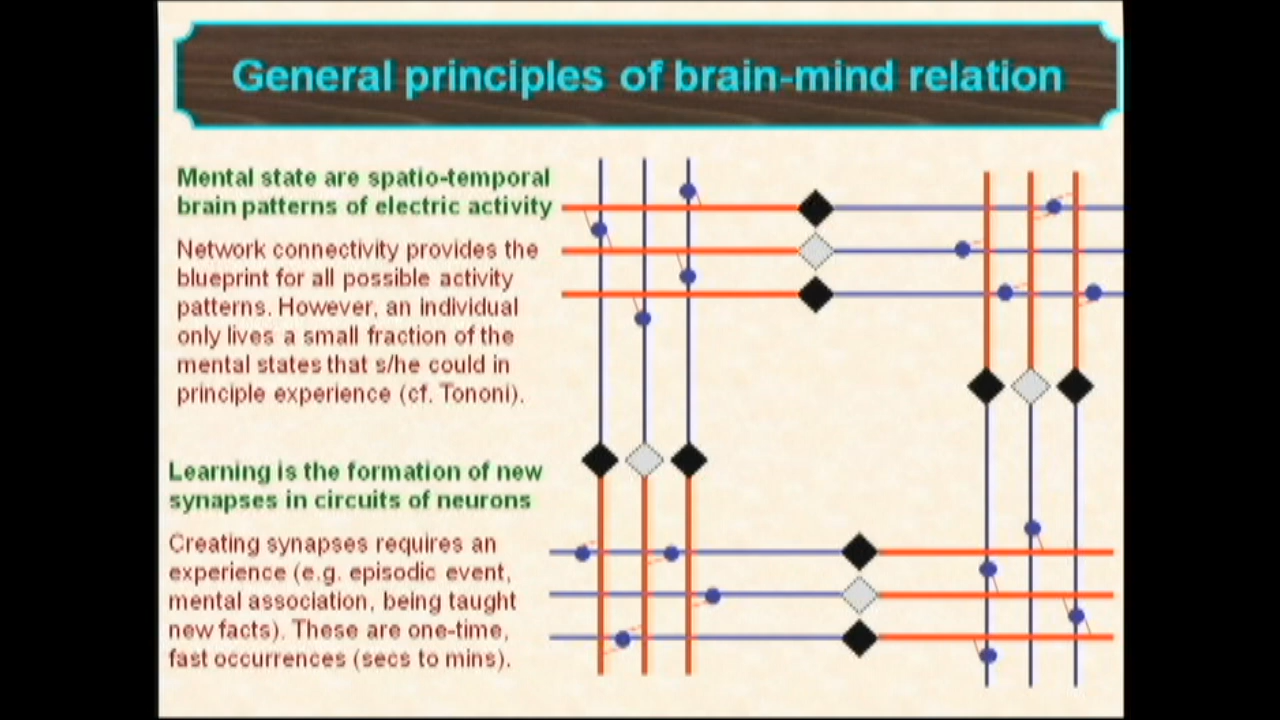 General principles of brain-mind relation
Mental state are spatio-temporal
brain patterns of electric activity
Network connectivity provides the
blueprint for all possible activity
patterns. However, an individual
only lives a small fraction of the
mental states that s/he could in
principle experience (cf. Tononi).
Learning is the formation of new
synapses in circuits of neurons
Creating synapses requires an
experience (e.g. episodic event,
mental association, being taught
new facts). These are one-time,
fast occurrences (secs to mins).